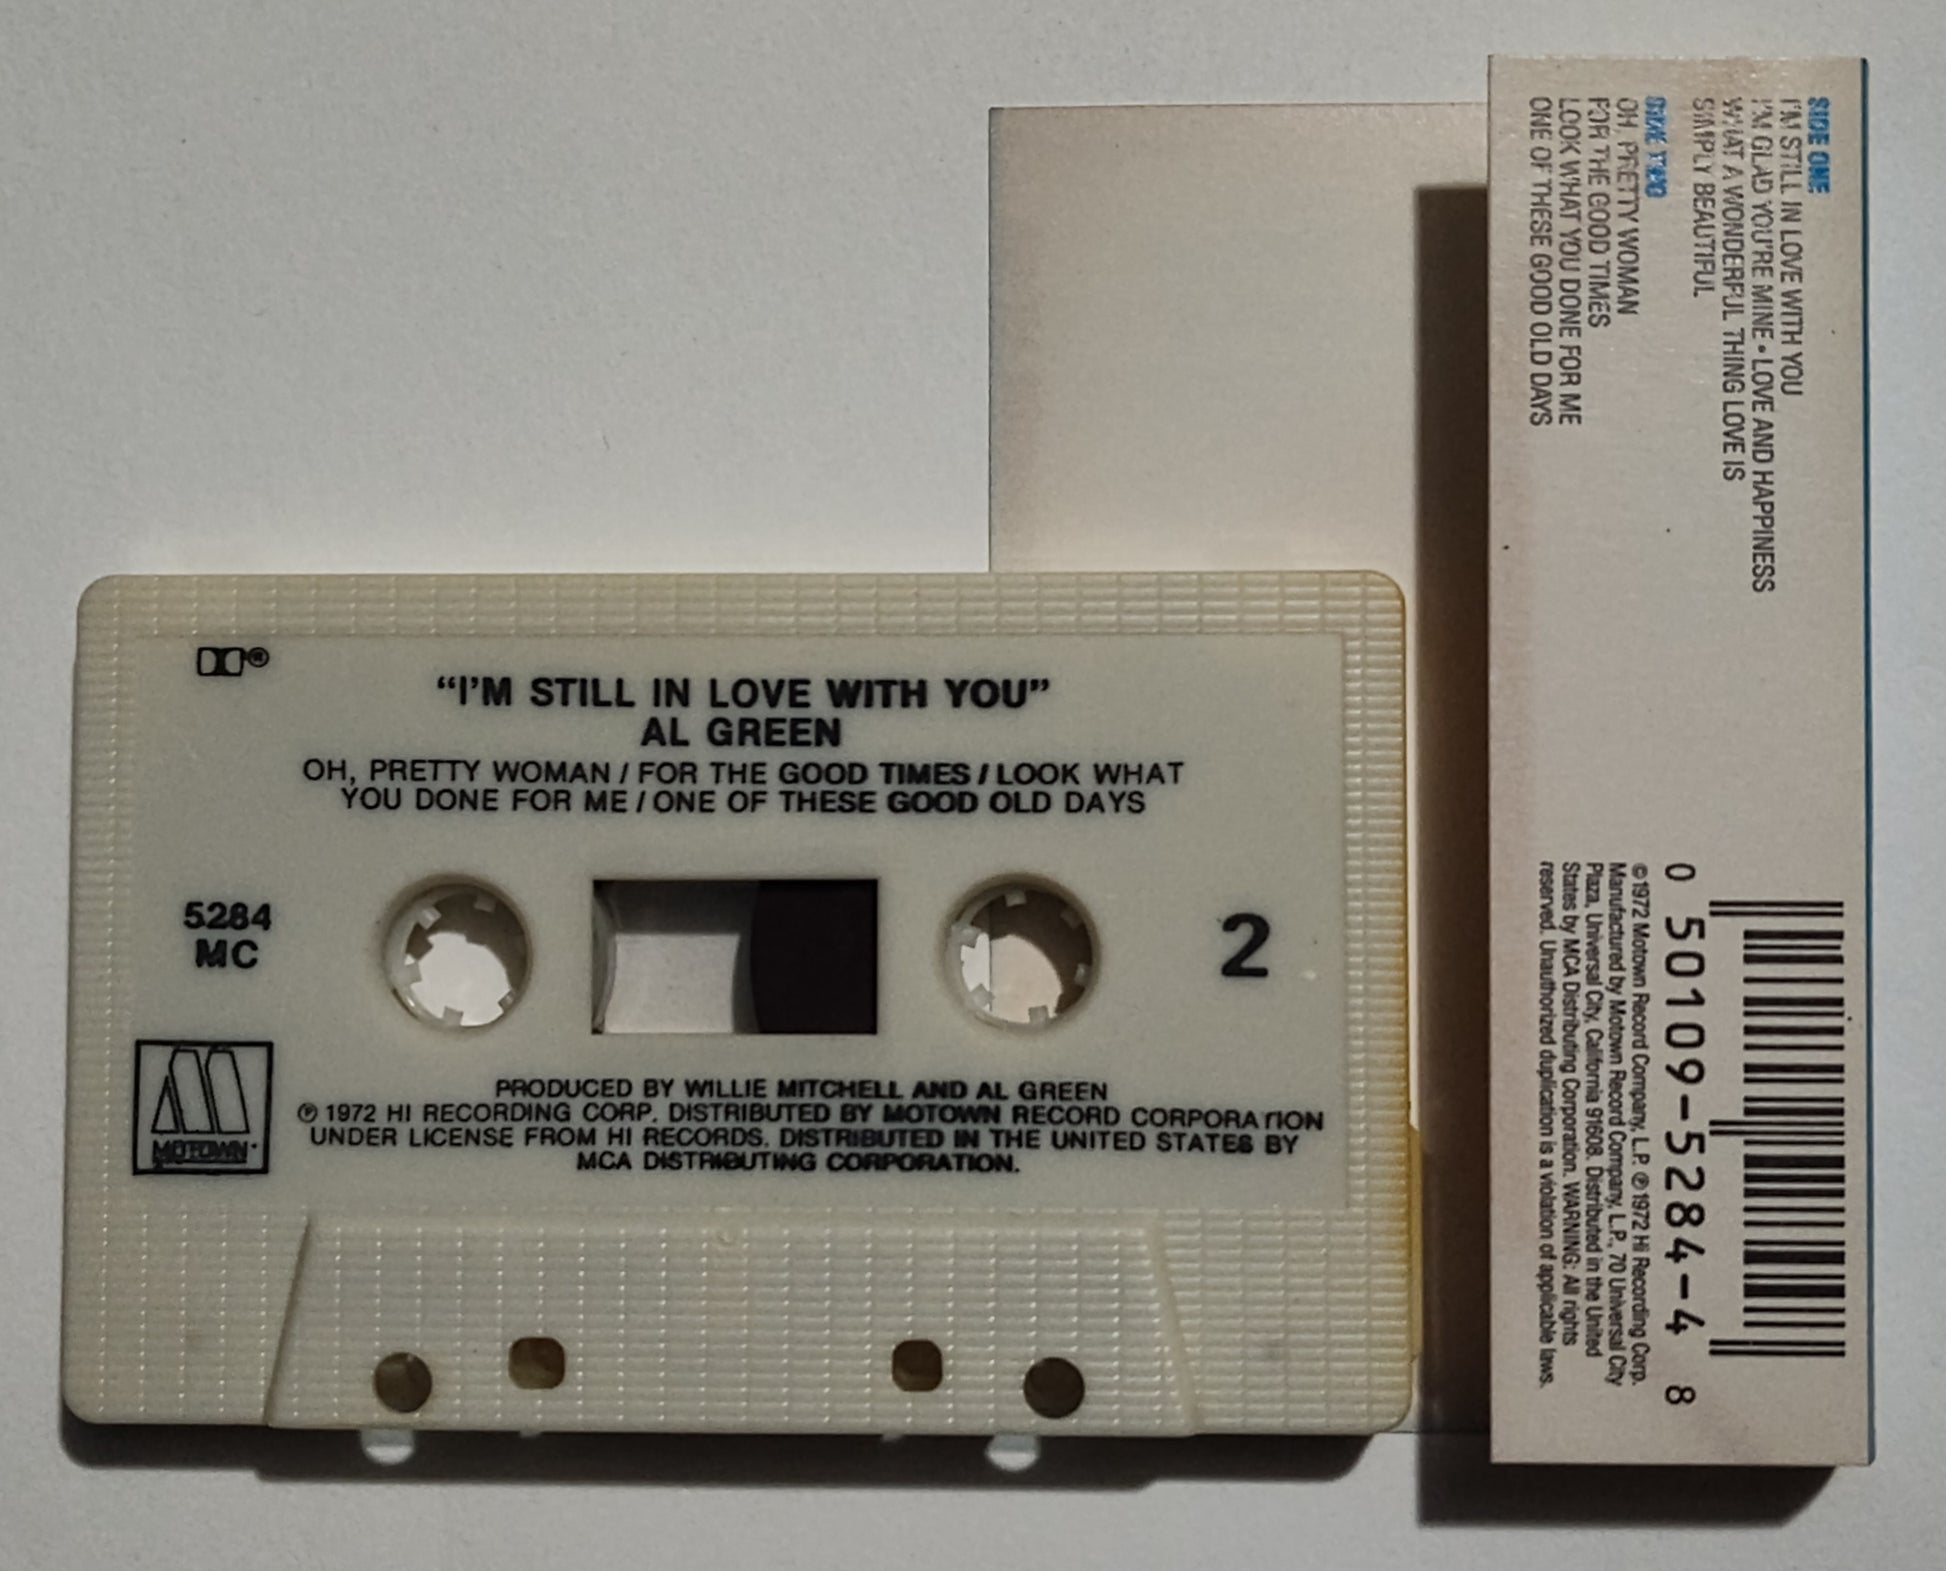 "I'M STILL IN LOVE WITH YOU"
AL GREEN
OH, PRETTY WOMAN / FOR THE GOOD TIMES / LOOK WHAT
YOU DONE FOR ME / ONE OF THESE GOOD OLD DAYS
5284
MC
2
MOTOWN
PRODUCED BY WILLIE MITCHELL AND AL GREEN
℗ 1972 HI RECORDING CORP. DISTRIBUTED BY MOTOWN RECORD CORPORATION
UNDER LICENSE FROM HI RECORDS. DISTRIBUTED IN THE UNITED STATES BY
MCA DISTRIBUTING CORPORATION.
SIDE ONE
I'M STILL IN LOVE WITH YOU
I'M GLAD YOU'RE MINE • LOVE AND HAPPINESS
WHAT A WONDERFUL THING LOVE IS
SIMPLY BEAUTIFUL
SIDE TWO
OH, PRETTY WOMAN
FOR THE GOOD TIMES
LOOK WHAT YOU DONE FOR ME
ONE OF THESE GOOD OLD DAYS
0 50109-5284-4 8
© 1972 Motown Record Company, L.P. ℗ 1972 Hi Recording Corp.
Manufactured by Motown Record Company, L.P., 70 Universal City
Plaza, Universal City, California 91608. Distributed in the United
States by MCA Distributing Corporation. WARNING: All rights
reserved. Unauthorized duplication is a violation of applicable laws.